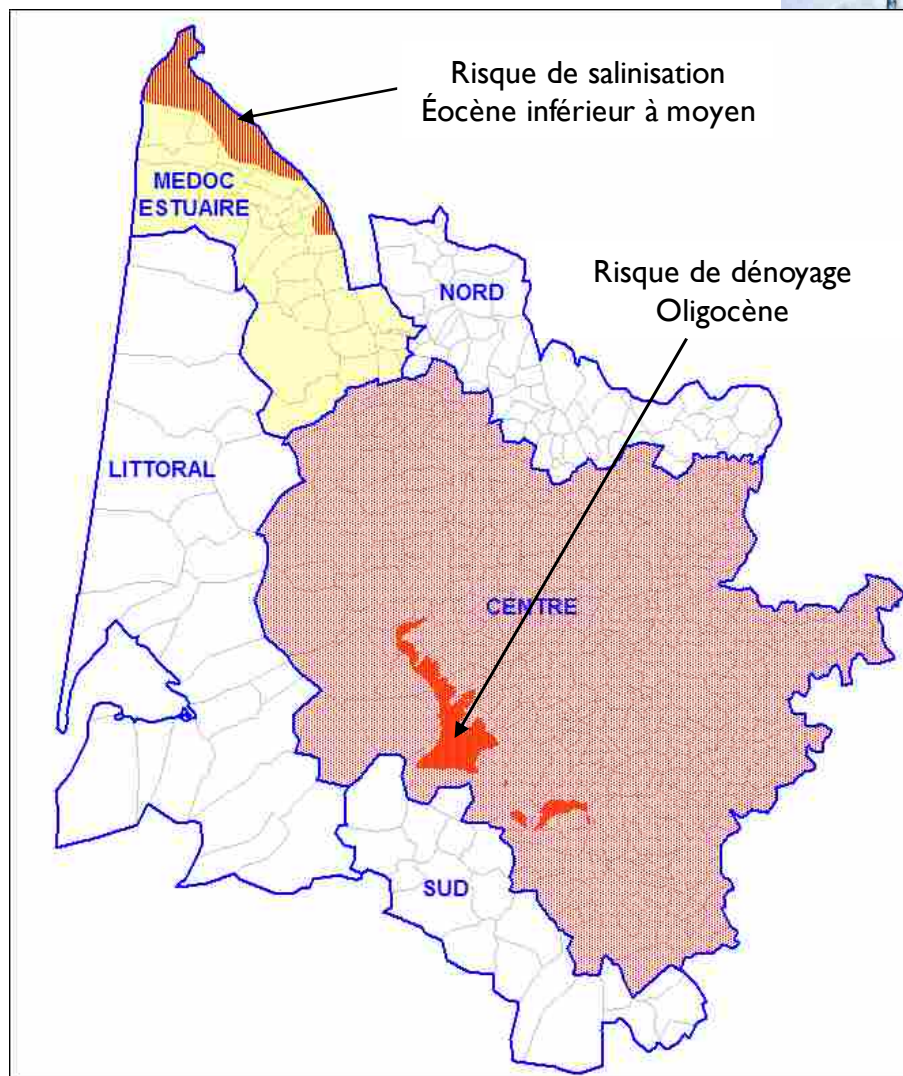 Risque de salinisation
Éocène inférieur à moyen
MEDOC
ESTUAIRE
Risque de dénoyage
Oligocène
NORD
LITTORAL
CENTRE
SUD